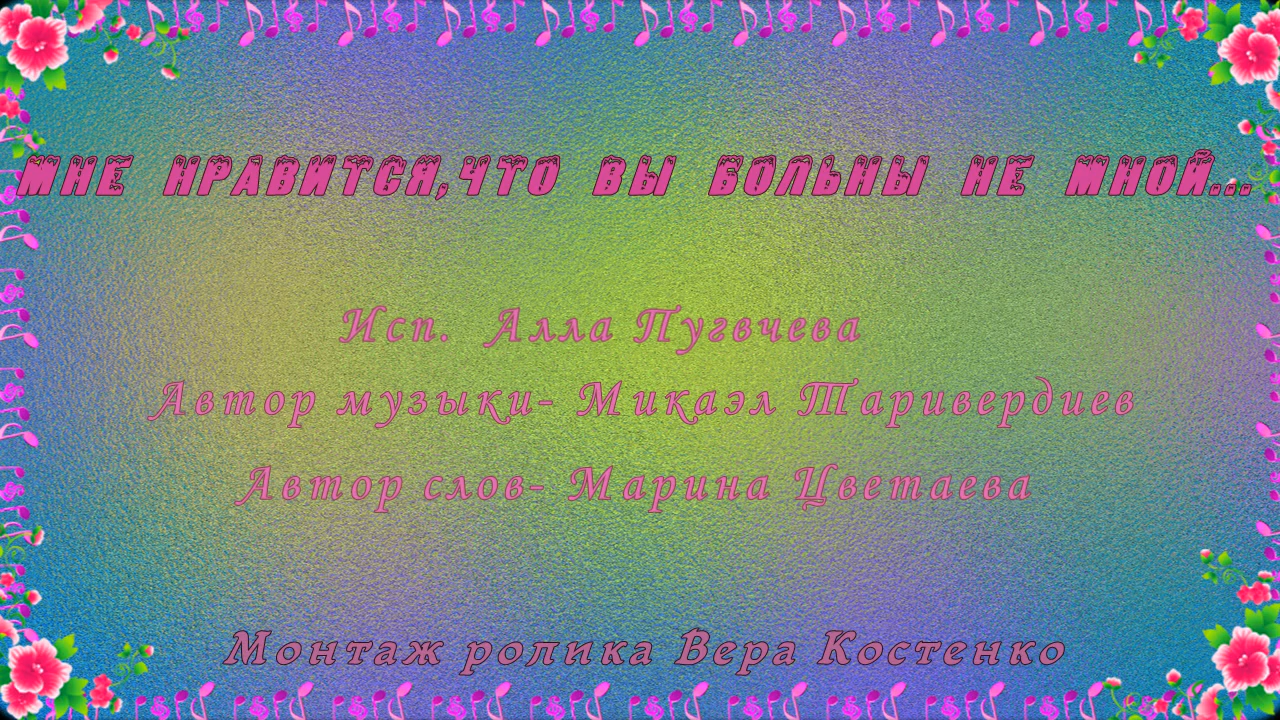 МНЕ НРАВИТСЯ,ЧТО ВЫ БОЛЬНЫ НЕ МНОЙ...
Исп. Алла Пугвчева
Автор музыки- Микаэл Таривердиев
Автор слов- Марина Цветаева
Монтаж ролика Вера Костенко